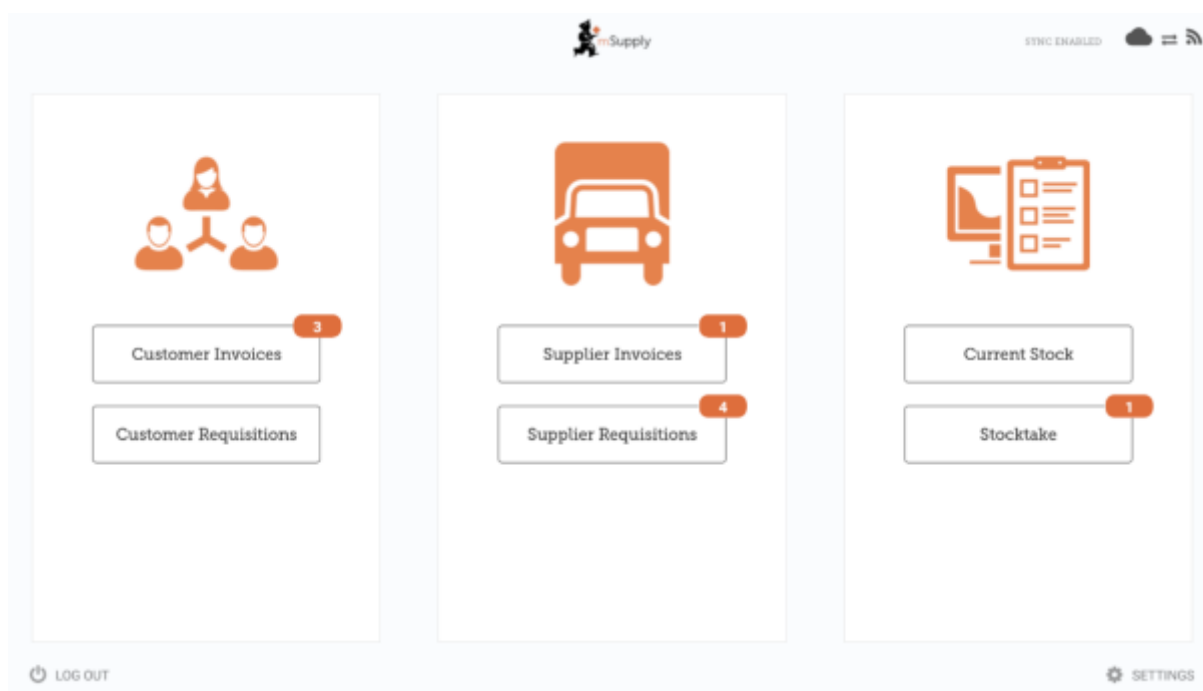 mSupply
SYNC ENABLED
3
Customer Invoices
Customer Requisitions
1
Supplier Invoices
4
Supplier Requisitions
Current Stock
1
Stocktake
LOG OUT
SETTINGS